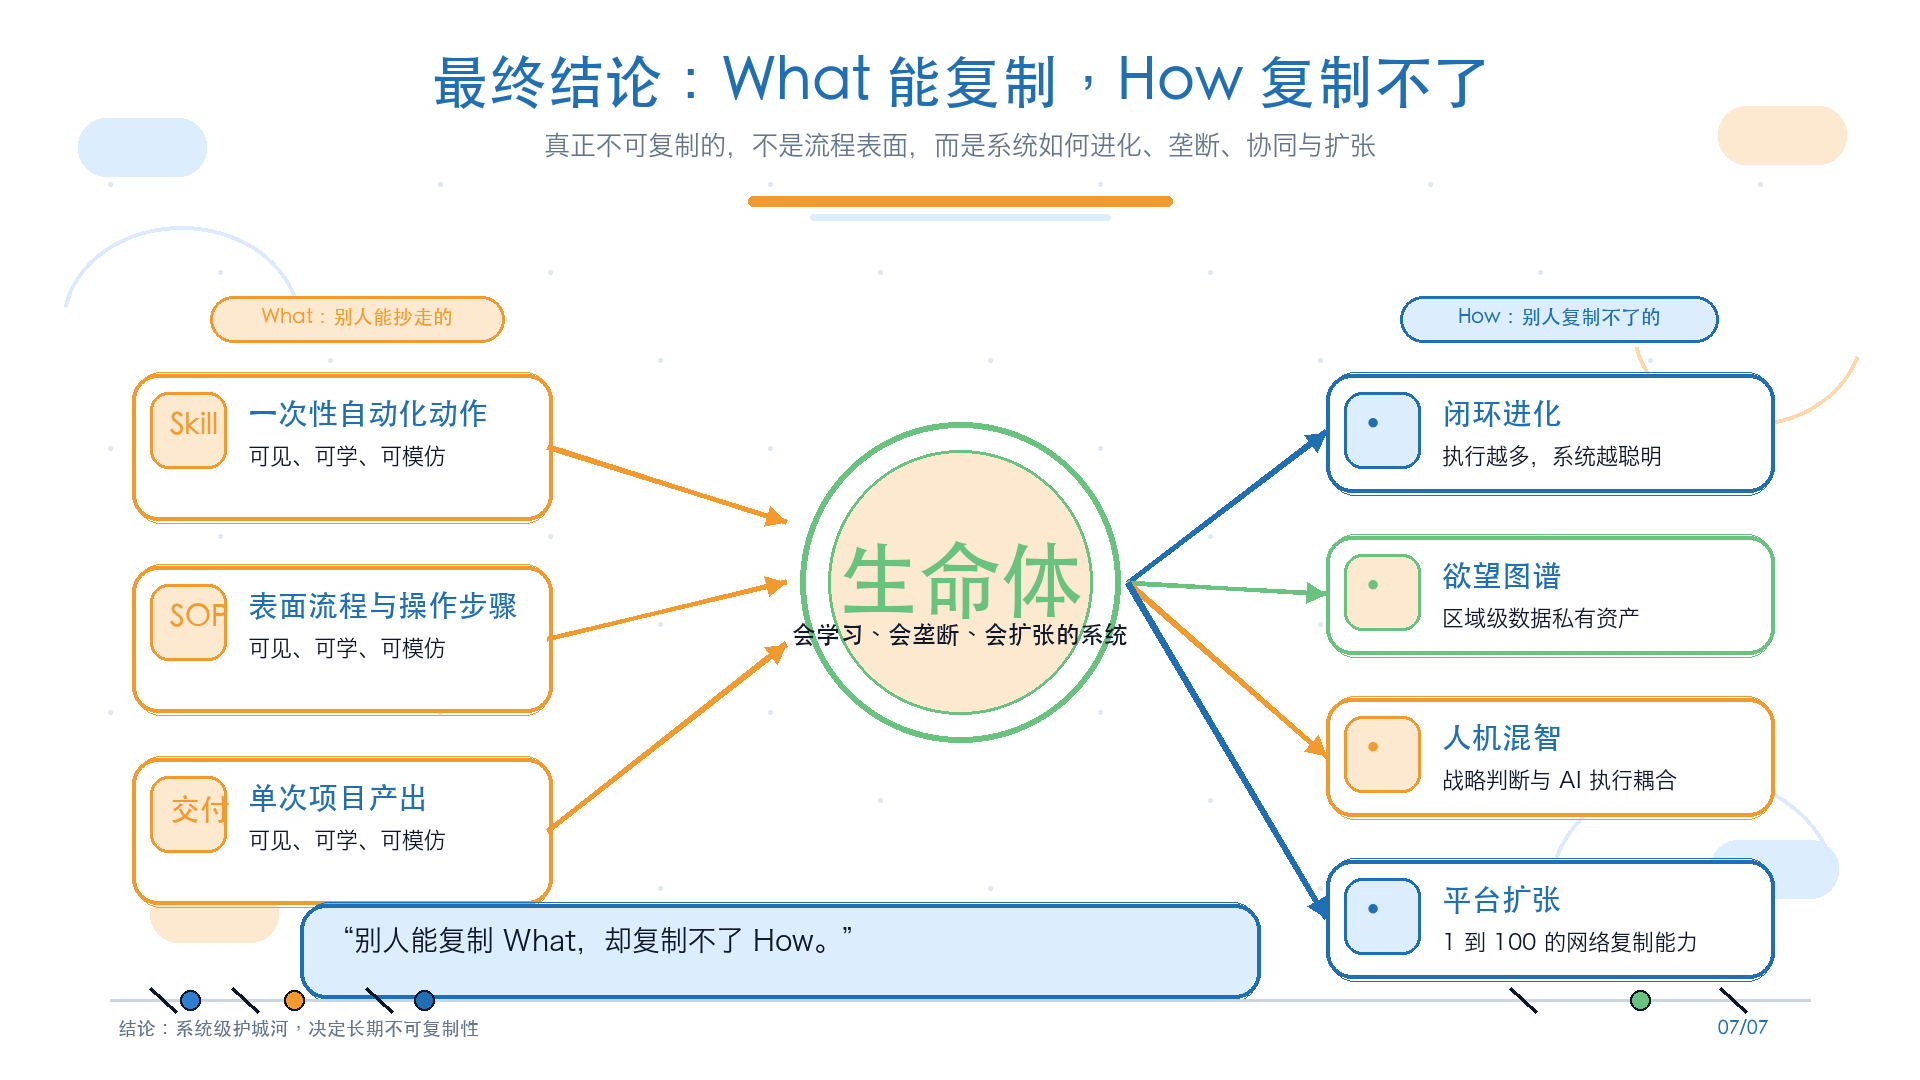 最终结论：What 能复制，How 复制不了
真正不可复制的，不是流程表面，而是系统如何进化、垄断、协同与扩张
What：别人能抄走的
Skill
一次性自动化动作
可见、可学、可模仿
SOP
表面流程与操作步骤
可见、可学、可模仿
交付
单次项目产出
可见、可学、可模仿
生命体
会学习、会垄断、会扩张的系统
How：别人复制不了的
闭环进化
执行越多，系统越聪明
欲望图谱
区域级数据私有资产
人机混智
战略判断与 AI 执行耦合
平台扩张
1 到 100 的网络复制能力
“别人能复制 What，却复制不了 How。”
结论：系统级护城河，决定长期不可复制性
07/07